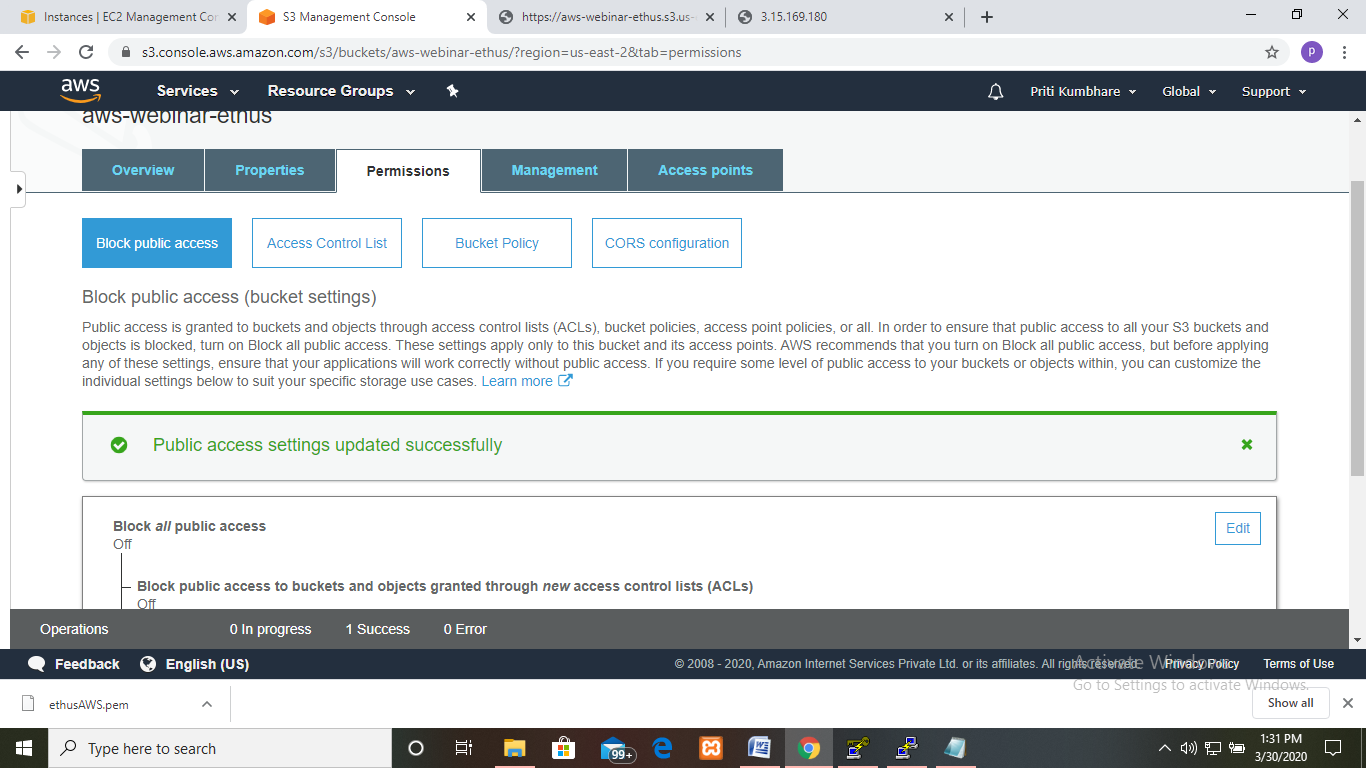 Instances | EC2 Management Con
S3 Management Console
https://aws-webinar-ethus.s3.us-
3.15.169.180
s3.console.aws.amazon.com/s3/buckets/aws-webinar-ethus/?region=us-east-2&tab=permissions
p
aws
Services
Resource Groups
Priti Kumbhare
Global
Support
aws-webinar-ethus
Overview
Properties
Permissions
Management
Access points
Block public access
Access Control List
Bucket Policy
CORS configuration
Block public access (bucket settings)
Public access is granted to buckets and objects through access control lists (ACLs), bucket policies, access point policies, or all. In order to ensure that public access to all your S3 buckets and
objects is blocked, turn on Block all public access. These settings apply only to this bucket and its access points. AWS recommends that you turn on Block all public access, but before applying
any of these settings, ensure that your applications will work correctly without public access. If you require some level of public access to your buckets or objects within, you can customize the
individual settings below to suit your specific storage use cases. Learn more
Public access settings updated successfully
Block all public access
Edit
Off
Block public access to buckets and objects granted through new access control lists (ACLs)
Off
Operations
0 In progress
1 Success
0 Error
Feedback
English (US)
© 2008 - 2020, Amazon Internet Services Private Ltd. or its affiliates. All rights reserved.
Privacy Policy
Terms of Use
Activate Windows
Go to Settings to activate Windows.
ethusAWS.pem
Show all
Type here to search
99+
1:31 PM
3/30/2020